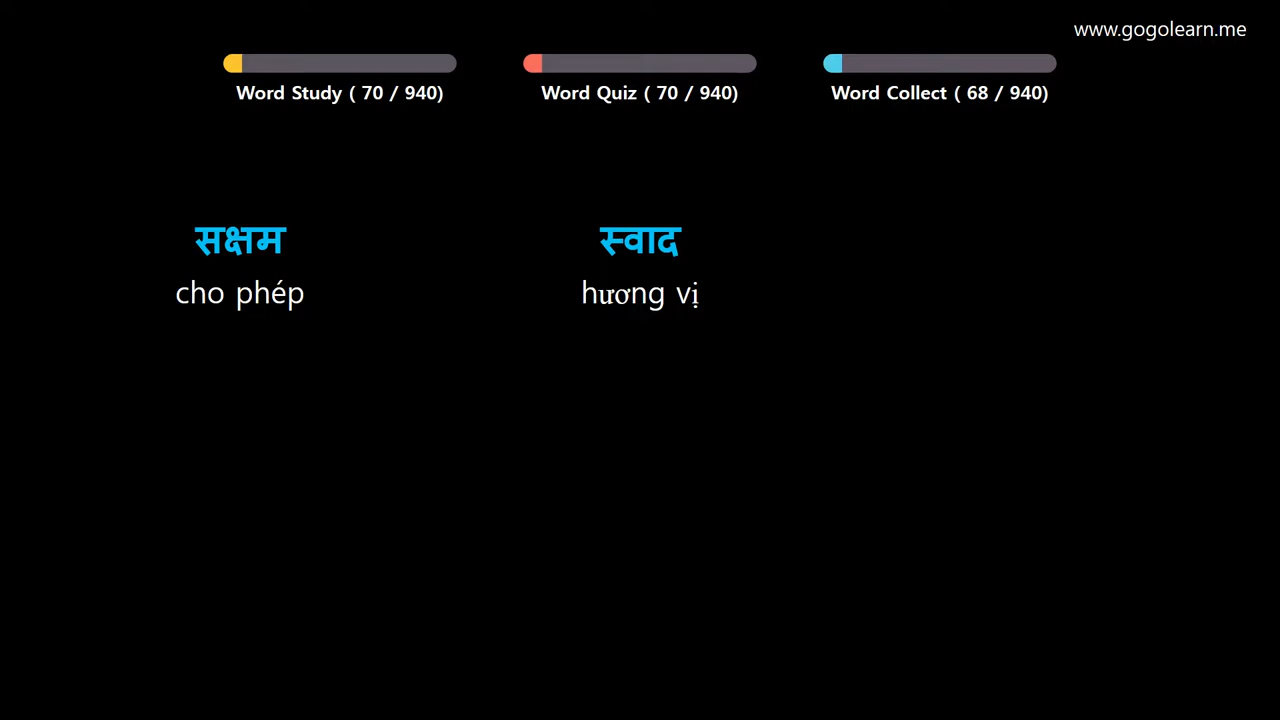 www.gogolearn.me
Word Study ( 70 / 940)
Word Quiz ( 70 / 940)
Word Collect ( 68 / 940)
सक्षम
cho phép
स्वाद
hương vị